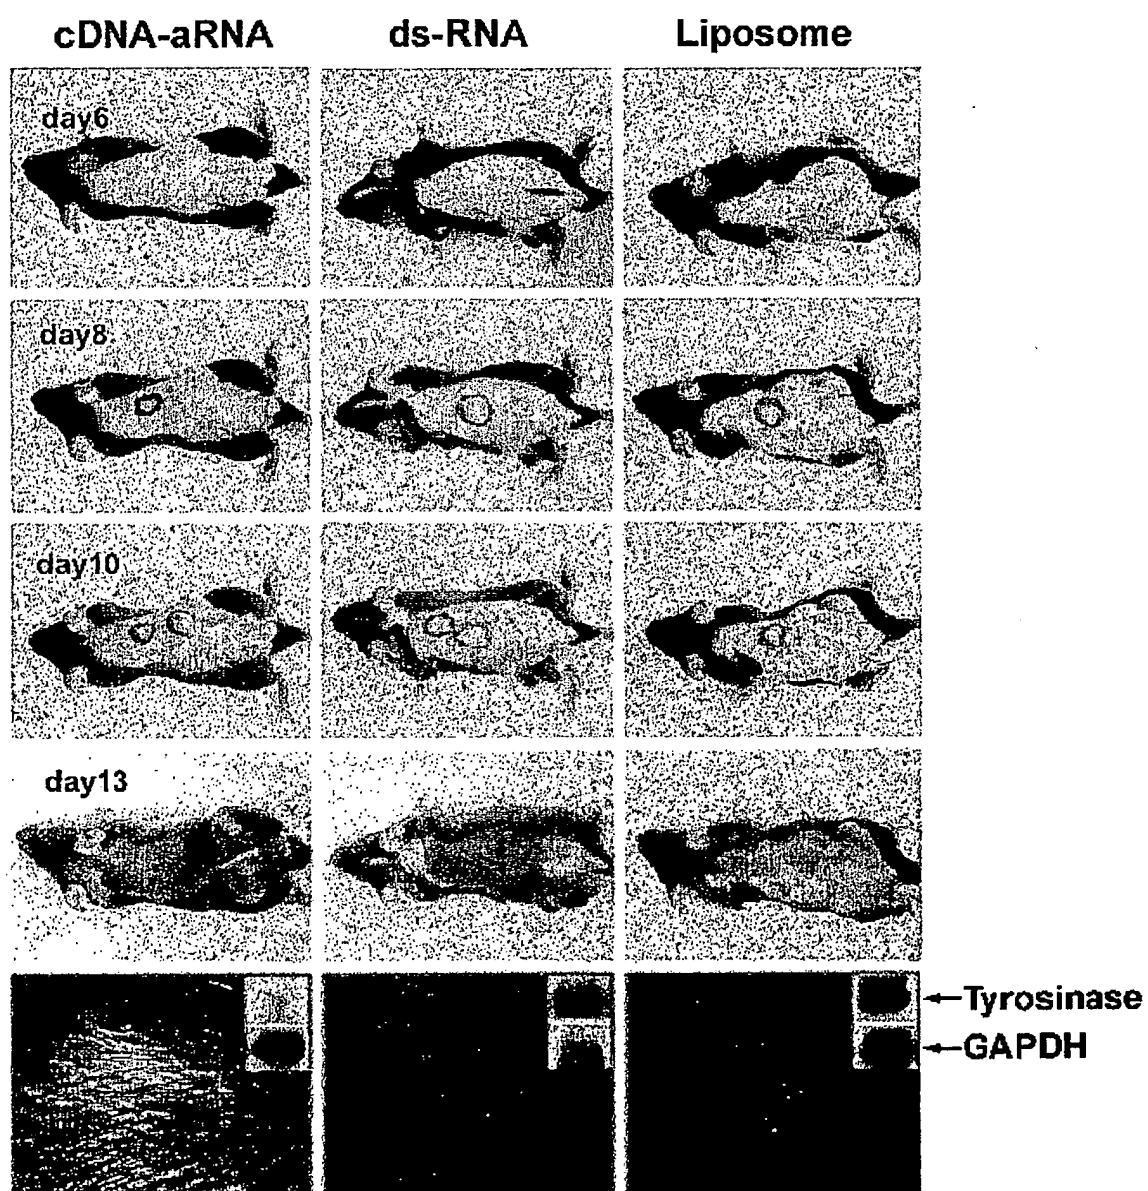 cDNA-aRNA ds-RNA Liposome
day6
day8
day10
day13
Tyrosinase
GAPDH